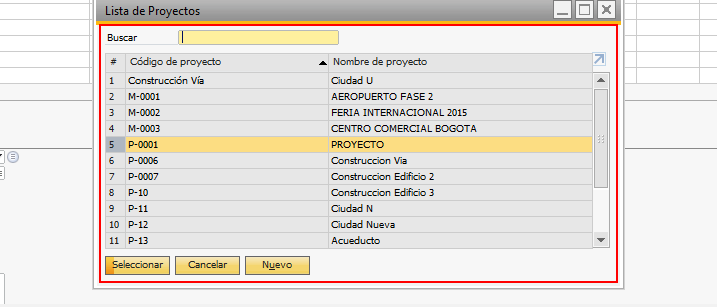 Lista de Proyectos
Buscar
# Código de proyecto Nombre de proyecto
1 Construcción Vía Ciudad U
2 M-0001 AEROPUERTO FASE 2
3 M-0002 FERIA INTERNACIONAL 2015
4 M-0003 CENTRO COMERCIAL BOGOTA
5 P-0001 PROYECTO
6 P-0006 Construccion Via
7 P-0007 Construccion Edificio 2
8 P-10 Construccion Edificio 3
9 P-11 Ciudad N
10 P-12 Ciudad Nueva
11 P-13 Acueducto
Seleccionar Cancelar Nuevo